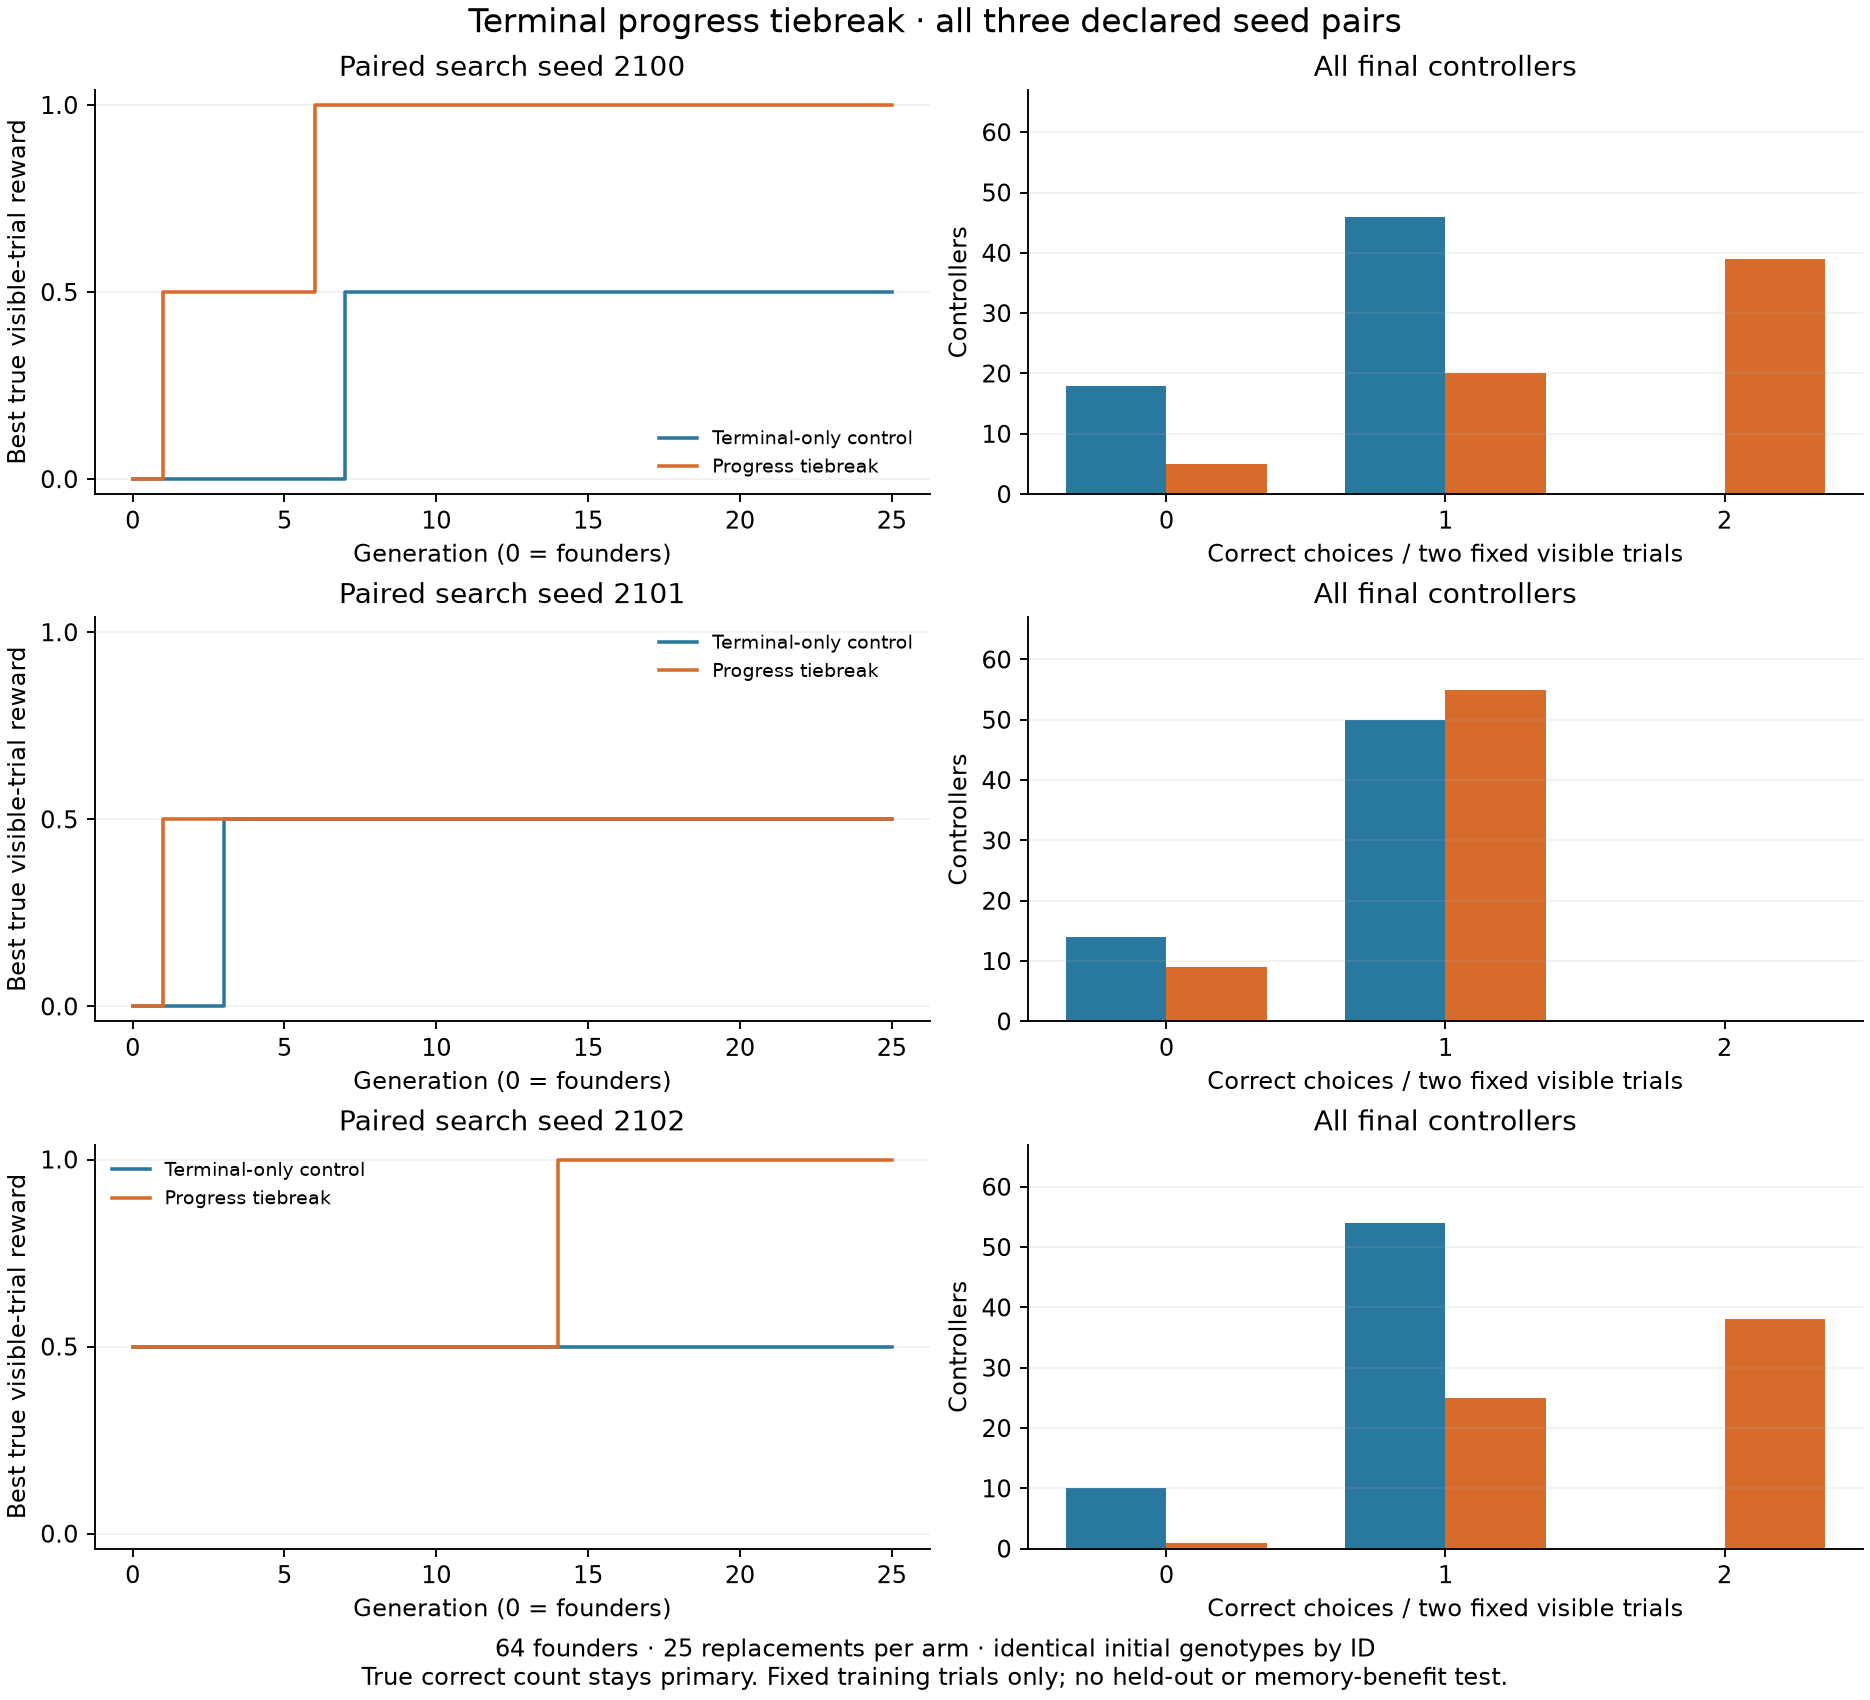 Terminal progress tiebreak · all three declared seed pairs
Paired search seed 2100
Best true visible-trial reward
1.0
0.5
0.0
Terminal-only control
Progress tiebreak
0 5 10 15 20 25
Generation (0 = founders)
All final controllers
Controllers
60
50
40
30
20
10
0
0 1 2
Correct choices / two fixed visible trials
Paired search seed 2101
Best true visible-trial reward
1.0
0.5
0.0
Terminal-only control
Progress tiebreak
0 5 10 15 20 25
Generation (0 = founders)
All final controllers
Controllers
60
50
40
30
20
10
0
0 1 2
Correct choices / two fixed visible trials
Paired search seed 2102
Best true visible-trial reward
1.0
0.5
0.0
Terminal-only control
Progress tiebreak
0 5 10 15 20 25
Generation (0 = founders)
All final controllers
Controllers
60
50
40
30
20
10
0
0 1 2
Correct choices / two fixed visible trials
64 founders · 25 replacements per arm · identical initial genotypes by ID
True correct count stays primary. Fixed training trials only; no held-out or memory-benefit test.